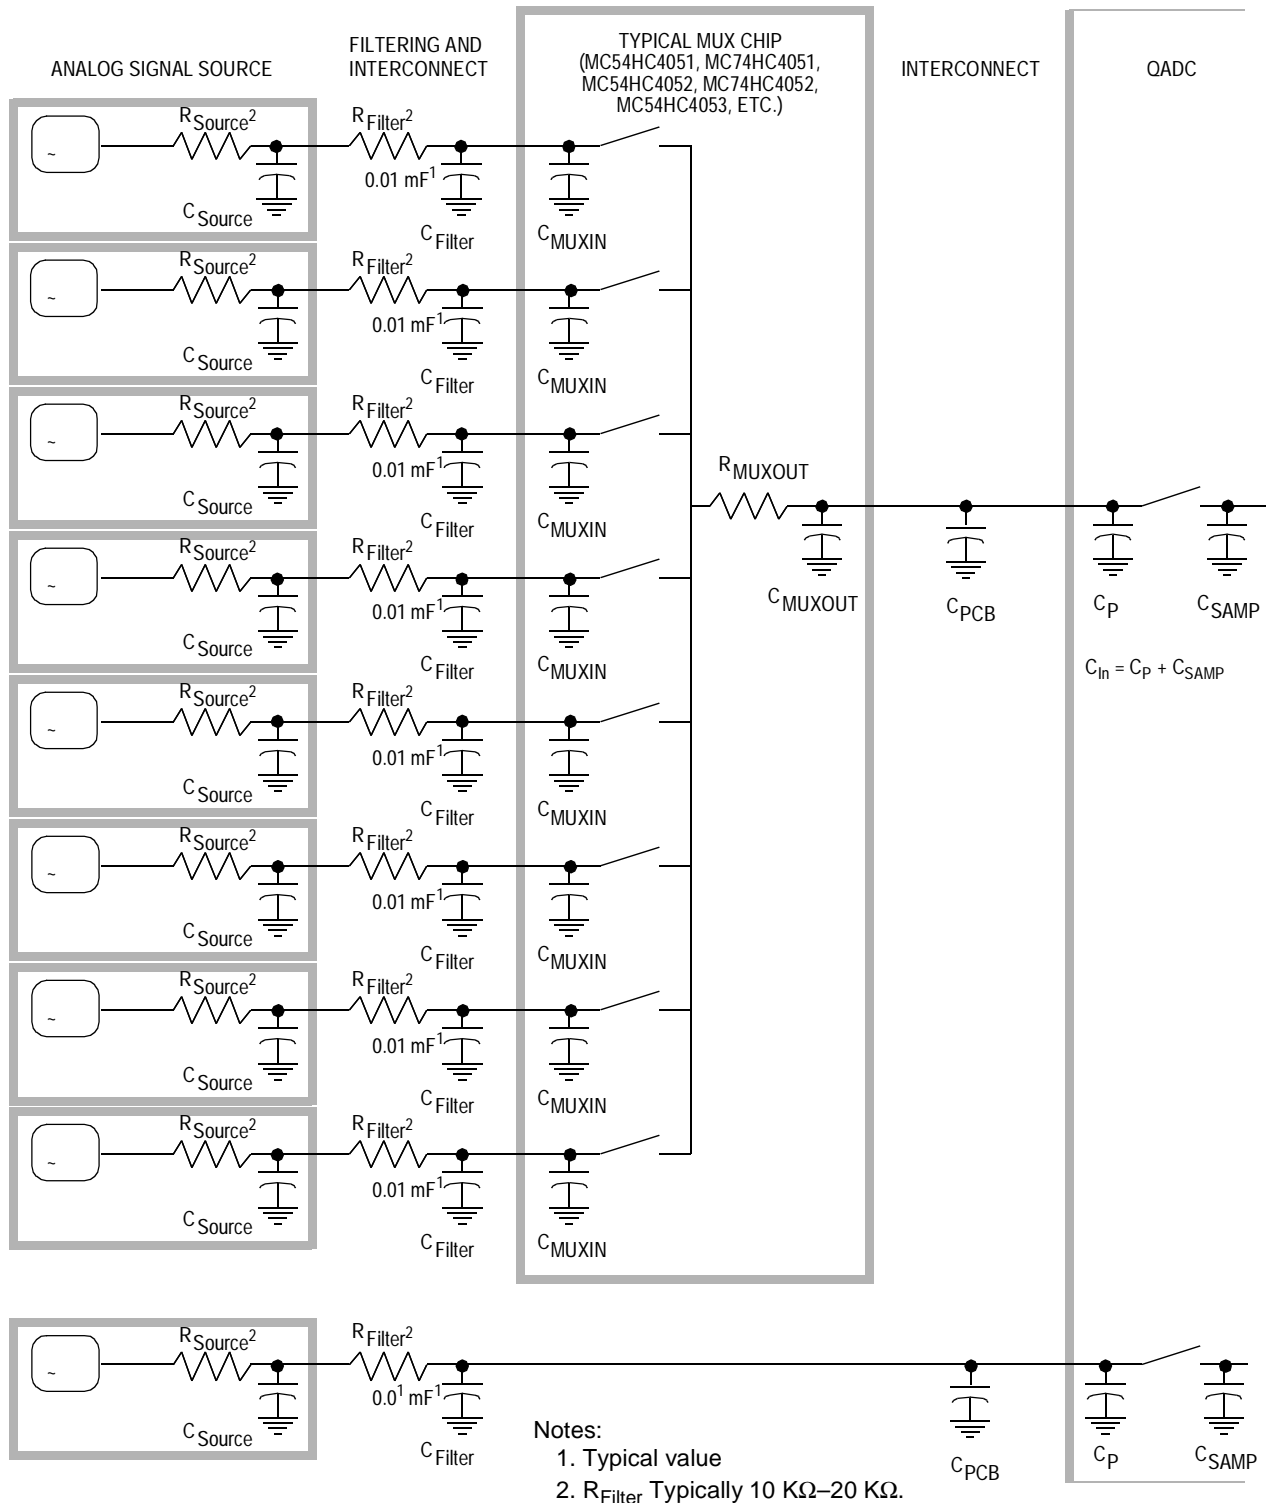 ANALOG SIGNAL SOURCE
FILTERING AND
INTERCONNECT
TYPICAL MUX CHIP
(MC54HC4051, MC74HC4051,
MC54HC4052, MC74HC4052,
MC54HC4053, ETC.)
INTERCONNECT
QADC
~ RSource2 RFilter2
0.01 mF1
CSource CFilter CMUXIN
~ RSource2 RFilter2
0.01 mF1
CSource CFilter CMUXIN
~ RSource2 RFilter2
0.01 mF1
CSource CFilter CMUXIN
RMUXOUT
~ RSource2 RFilter2
0.01 mF1
CSource CFilter CMUXIN
CMUXOUT CPCB CP CSAMP
CIn = CP + CSAMP
~ RSource2 RFilter2
0.01 mF1
CSource CFilter CMUXIN
~ RSource2 RFilter2
0.01 mF1
CSource CFilter CMUXIN
~ RSource2 RFilter2
0.01 mF1
CSource CFilter CMUXIN
~ RSource2 RFilter2
0.01 mF1
CSource CFilter CMUXIN
~ RSource2 RFilter2
0.01 mF1
CSource CFilter CPCB CP CSAMP
Notes:
1. Typical value
2. RFilter Typically 10 KΩ–20 KΩ.